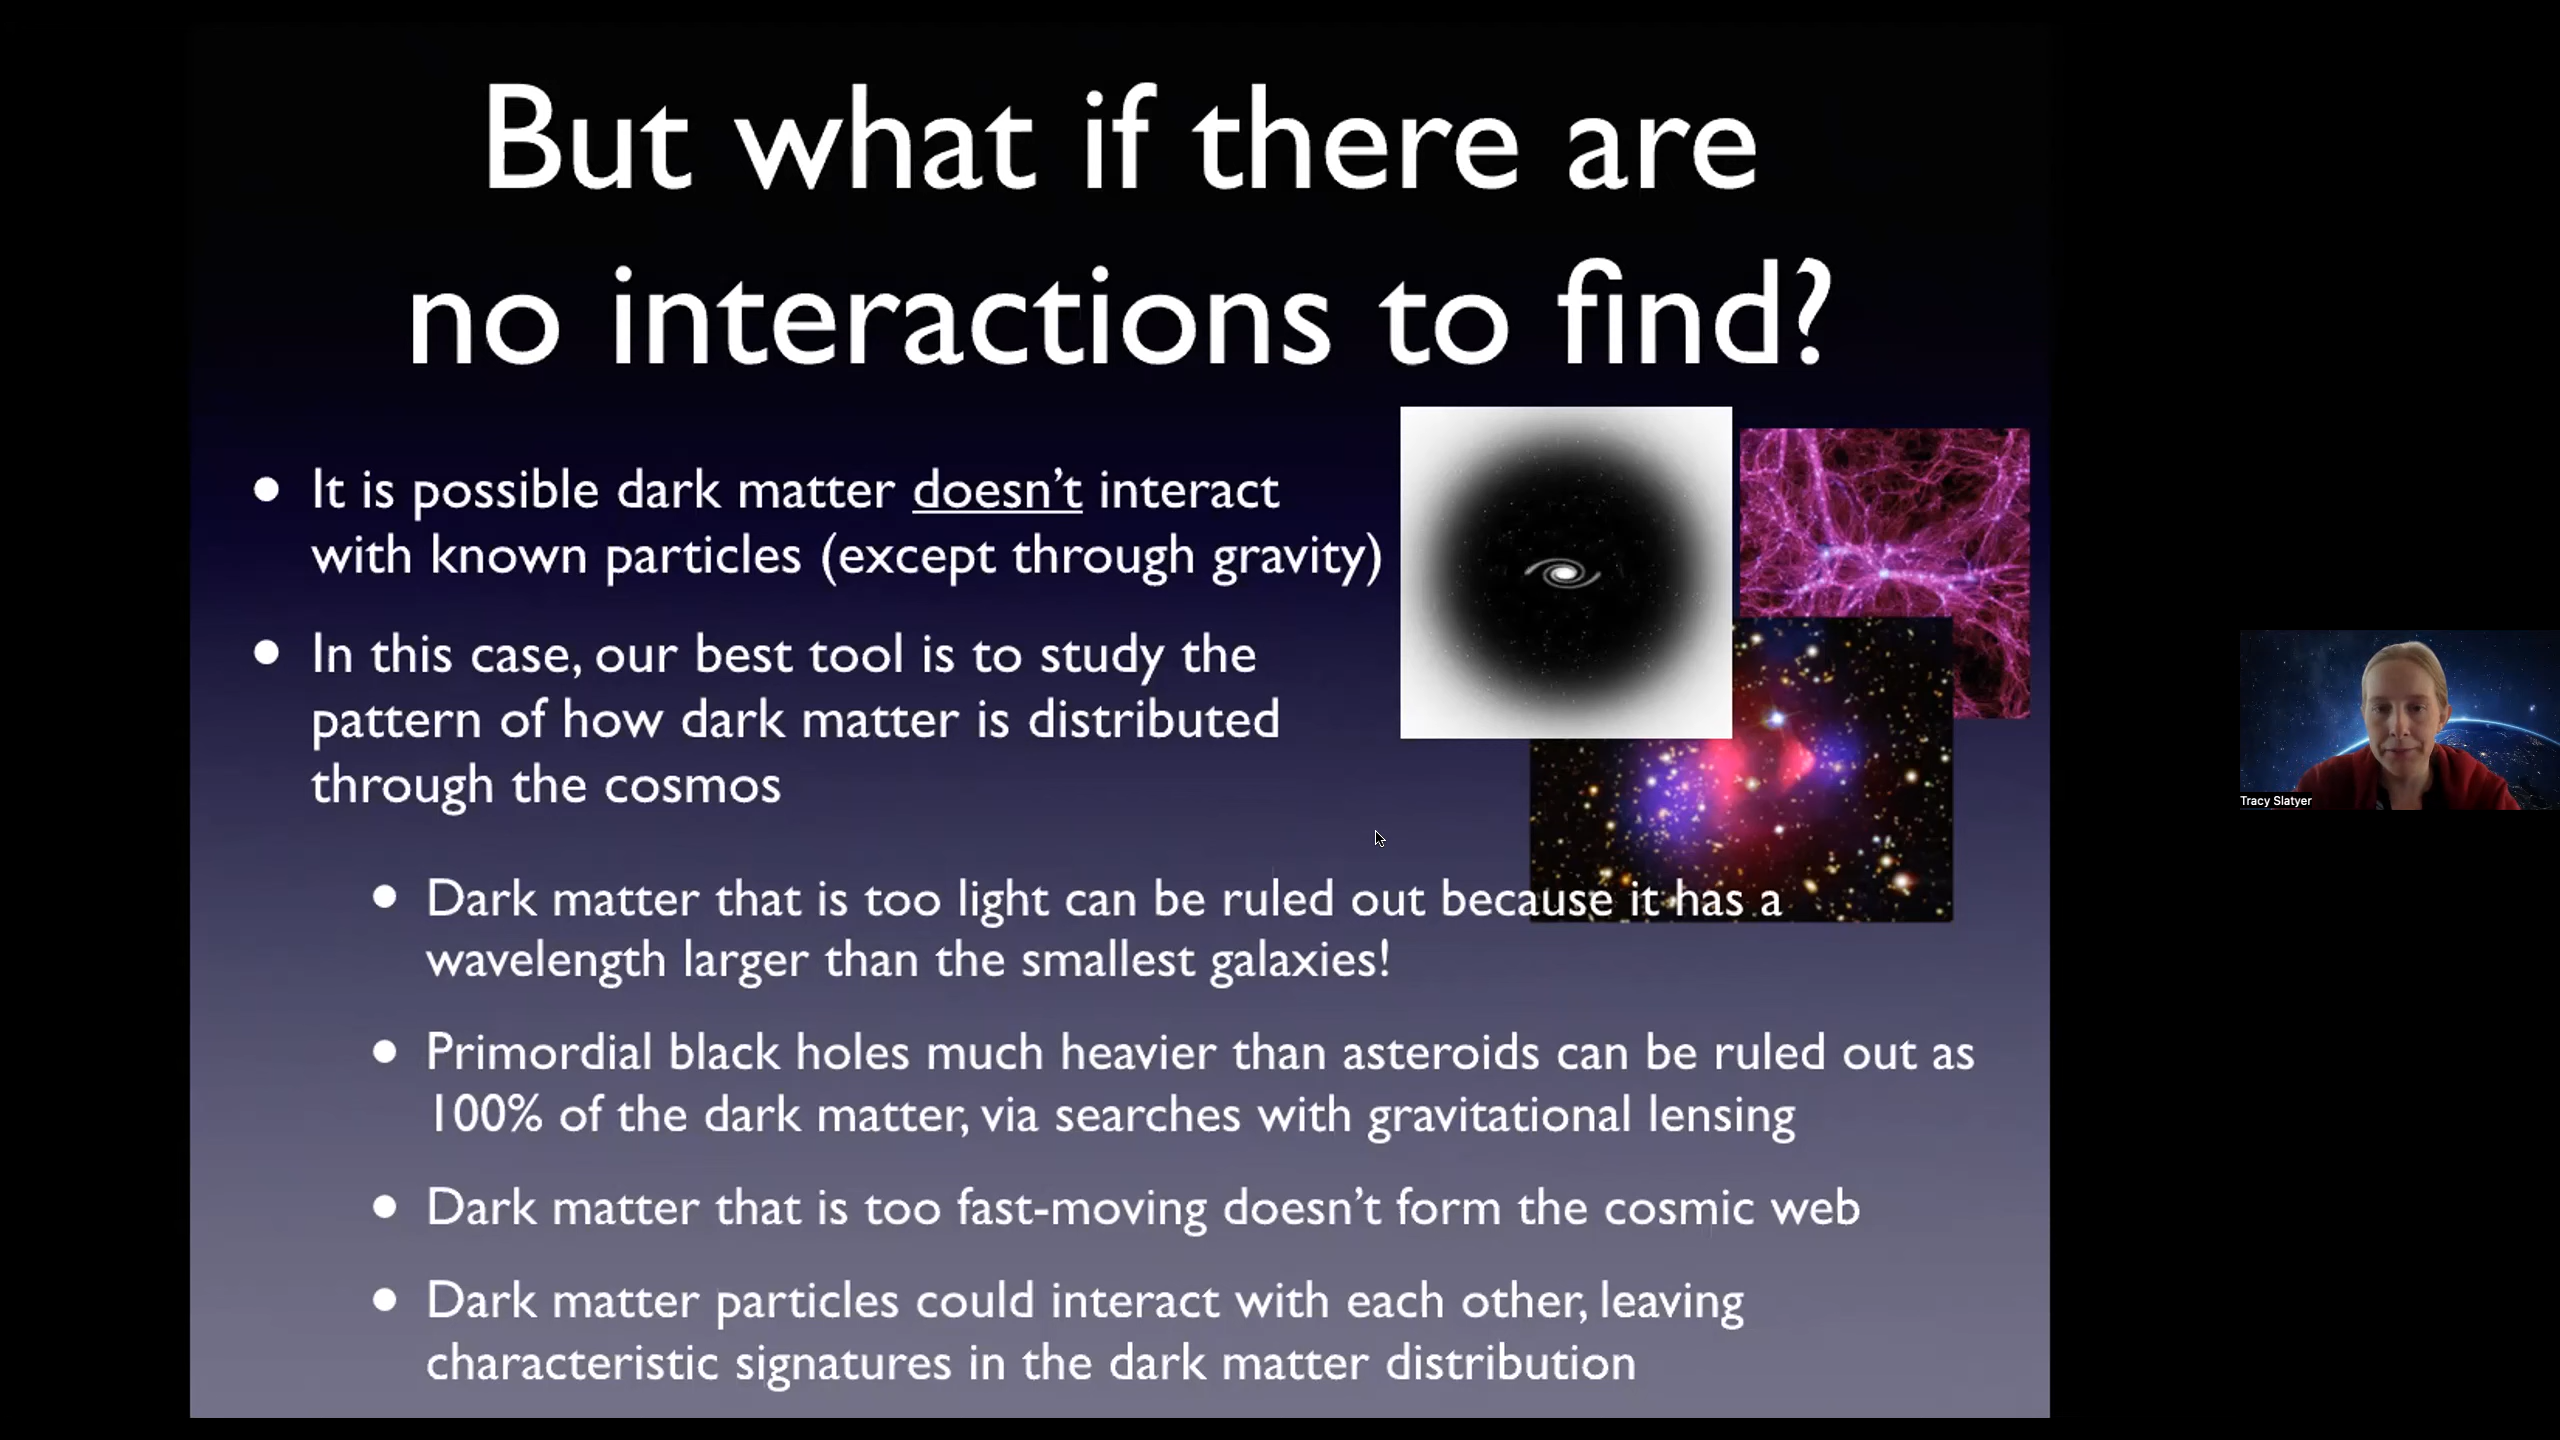 But what if there are
no interactions to find?
• It is possible dark matter doesn't interact
with known particles (except through gravity)
• In this case, our best tool is to study the
pattern of how dark matter is distributed
through the cosmos
• Dark matter that is too light can be ruled out because it has a
wavelength larger than the smallest galaxies!
• Primordial black holes much heavier than asteroids can be ruled out as
100% of the dark matter, via searches with gravitational lensing
• Dark matter that is too fast-moving doesn't form the cosmic web
• Dark matter particles could interact with each other, leaving
characteristic signatures in the dark matter distribution
Tracy Slatyer